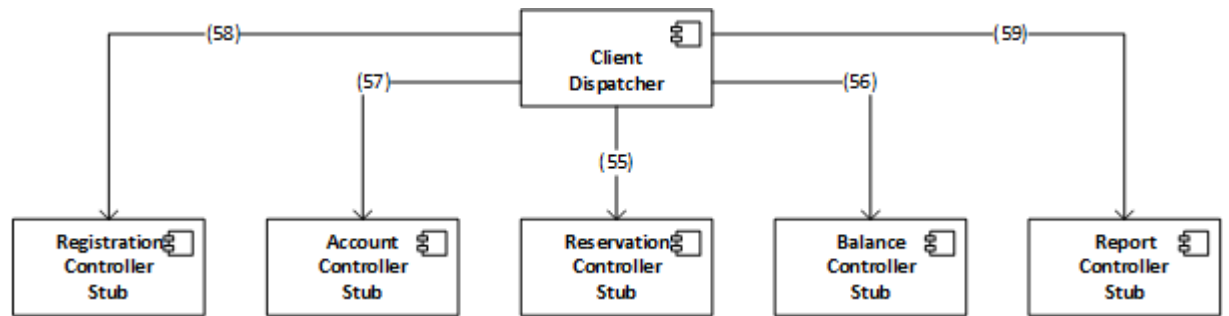 (58)
Client
Dispatcher
(59)
(57)
(56)
(55)
Registration
Controller
Stub
Account
Controller
Stub
Reservation
Controller
Stub
Balance
Controller
Stub
Report
Controller
Stub